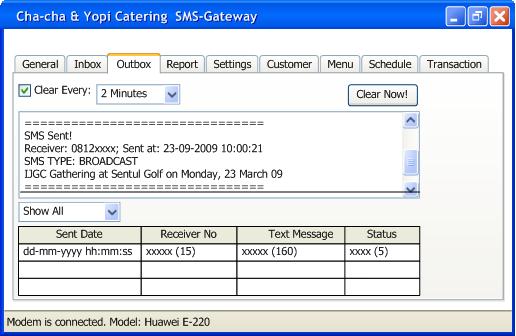 Cha-cha & Yopi Catering  SMS-Gateway
General Inbox Outbox Report Settings Customer Menu Schedule Transaction
Clear Every: 2 Minutes Clear Now!
==============================
SMS Sent!
Receiver: 0812xxxx; Sent at: 23-09-2009 10:00:21
SMS TYPE: BROADCAST
IJGC Gathering at Sentul Golf on Monday, 23 March 09
==============================
Show All
Sent Date Receiver No Text Message Status
dd-mm-yyyy hh:mm:ss xxxxx (15) xxxxx (160) xxxx (5)
Modem is connected. Model: Huawei E-220